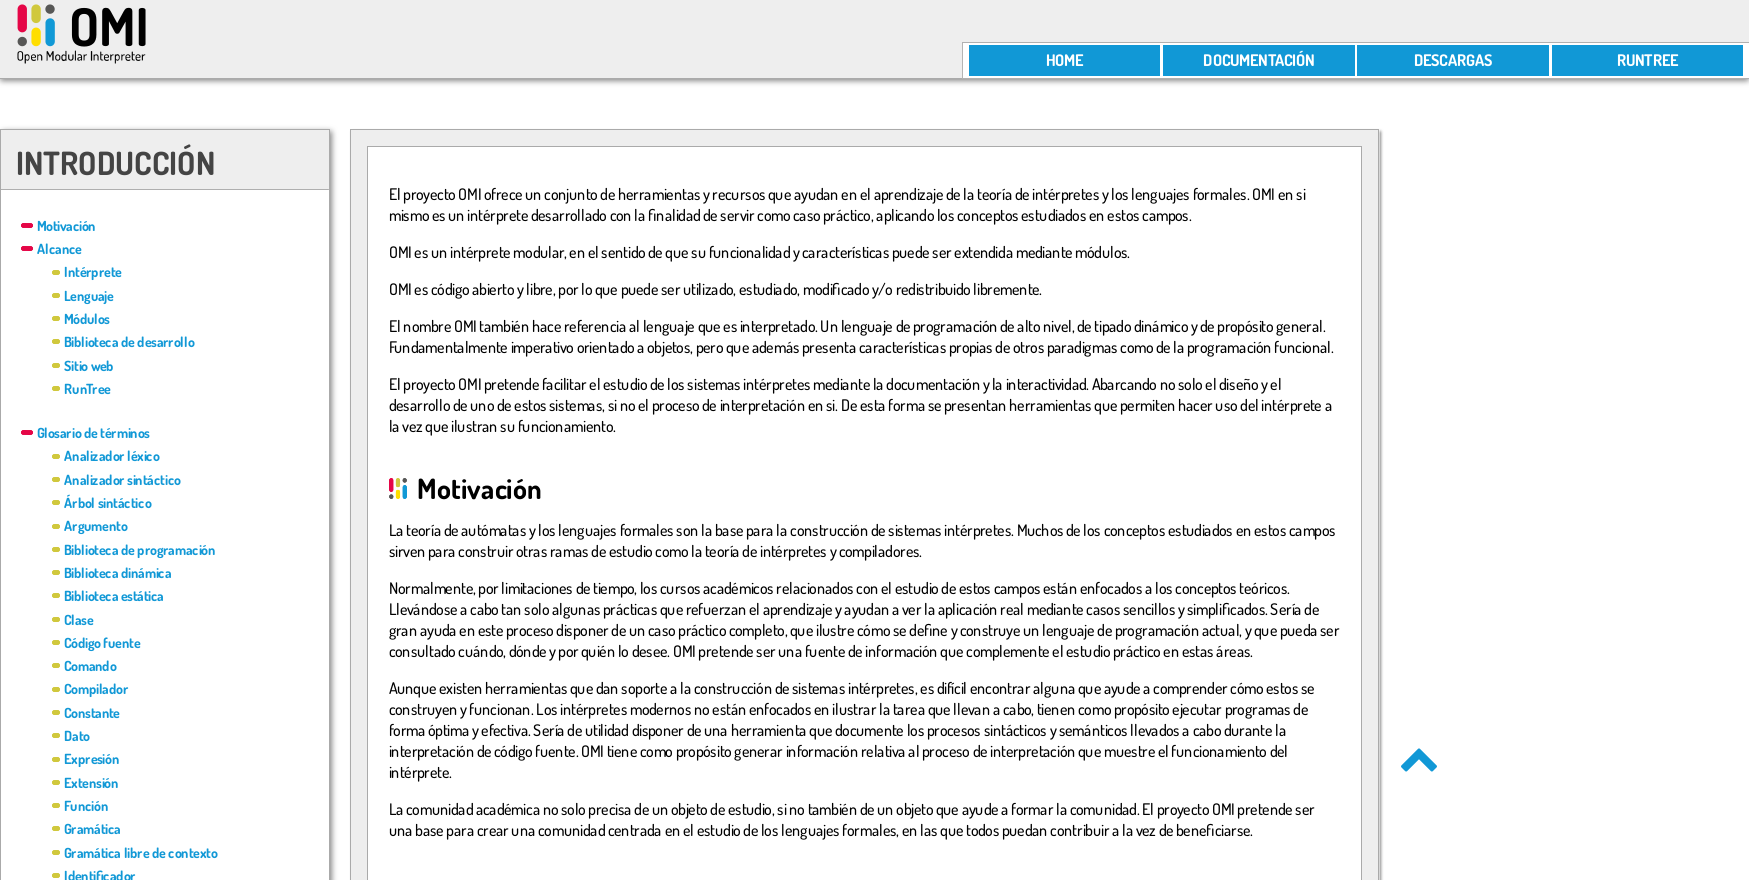 OMI
Open Modular Interpreter
HOME
DOCUMENTACIÓN
DESCARGAS
RUNTREE
INTRODUCCIÓN
Motivación
Alcance
Intérprete
Lenguaje
Módulos
Biblioteca de desarrollo
Sitio web
RunTree
Glosario de términos
Analizador léxico
Analizador sintáctico
Árbol sintáctico
Argumento
Biblioteca de programación
Biblioteca dinámica
Biblioteca estática
Clase
Código fuente
Comando
Compilador
Constante
Dato
Expresión
Extensión
Función
Gramática
Gramática libre de contexto
Identificador
El proyecto OMI ofrece un conjunto de herramientas y recursos que ayudan en el aprendizaje de la teoría de intérpretes y los lenguajes formales. OMI en si
mismo es un intérprete desarrollado con la finalidad de servir como caso práctico, aplicando los conceptos estudiados en estos campos.
OMI es un intérprete modular, en el sentido de que su funcionalidad y características puede ser extendida mediante módulos.
OMI es código abierto y libre, por lo que puede ser utilizado, estudiado, modificado y/o redistribuido libremente.
El nombre OMI también hace referencia al lenguaje que es interpretado. Un lenguaje de programación de alto nivel, de tipado dinámico y de propósito general.
Fundamentalmente imperativo orientado a objetos, pero que además presenta características propias de otros paradigmas como de la programación funcional.
El proyecto OMI pretende facilitar el estudio de los sistemas intérpretes mediante la documentación y la interactividad. Abarcando no solo el diseño y el
desarrollo de uno de estos sistemas, si no el proceso de interpretación en si. De esta forma se presentan herramientas que permiten hacer uso del intérprete a
la vez que ilustran su funcionamiento.
Motivación
La teoría de autómatas y los lenguajes formales son la base para la construcción de sistemas intérpretes. Muchos de los conceptos estudiados en estos campos
sirven para construir otras ramas de estudio como la teoría de intérpretes y compiladores.
Normalmente, por limitaciones de tiempo, los cursos académicos relacionados con el estudio de estos campos están enfocados a los conceptos teóricos.
Llevándose a cabo tan solo algunas prácticas que refuerzan el aprendizaje y ayudan a ver la aplicación real mediante casos sencillos y simplificados. Sería de
gran ayuda en este proceso disponer de un caso práctico completo, que ilustre cómo se define y construye un lenguaje de programación actual, y que pueda ser
consultado cuándo, dónde y por quién lo desee. OMI pretende ser una fuente de información que complemente el estudio práctico en estas áreas.
Aunque existen herramientas que dan soporte a la construcción de sistemas intérpretes, es difícil encontrar alguna que ayude a comprender cómo estos se
construyen y funcionan. Los intérpretes modernos no están enfocados en ilustrar la tarea que llevan a cabo, tienen como propósito ejecutar programas de
forma óptima y efectiva. Sería de utilidad disponer de una herramienta que documente los procesos sintácticos y semánticos llevados a cabo durante la
interpretación de código fuente. OMI tiene como propósito generar información relativa al proceso de interpretación que muestre el funcionamiento del
intérprete.
La comunidad académica no solo precisa de un objeto de estudio, si no también de un objeto que ayude a formar la comunidad. El proyecto OMI pretende ser
una base para crear una comunidad centrada en el estudio de los lenguajes formales, en las que todos puedan contribuir a la vez de beneficiarse.